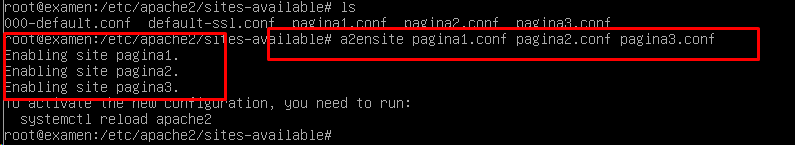 root@examen:/etc/apache2/sites-available# ls
000-default.conf  default-ssl.conf  pagina1.conf  pagina2.conf  pagina3.conf
root@examen:/etc/apache2/sites-available# a2ensite pagina1.conf pagina2.conf pagina3.conf
Enabling site pagina1.
Enabling site pagina2.
Enabling site pagina3.
To activate the new configuration, you need to run:
  systemctl reload apache2
root@examen:/etc/apache2/sites-available#